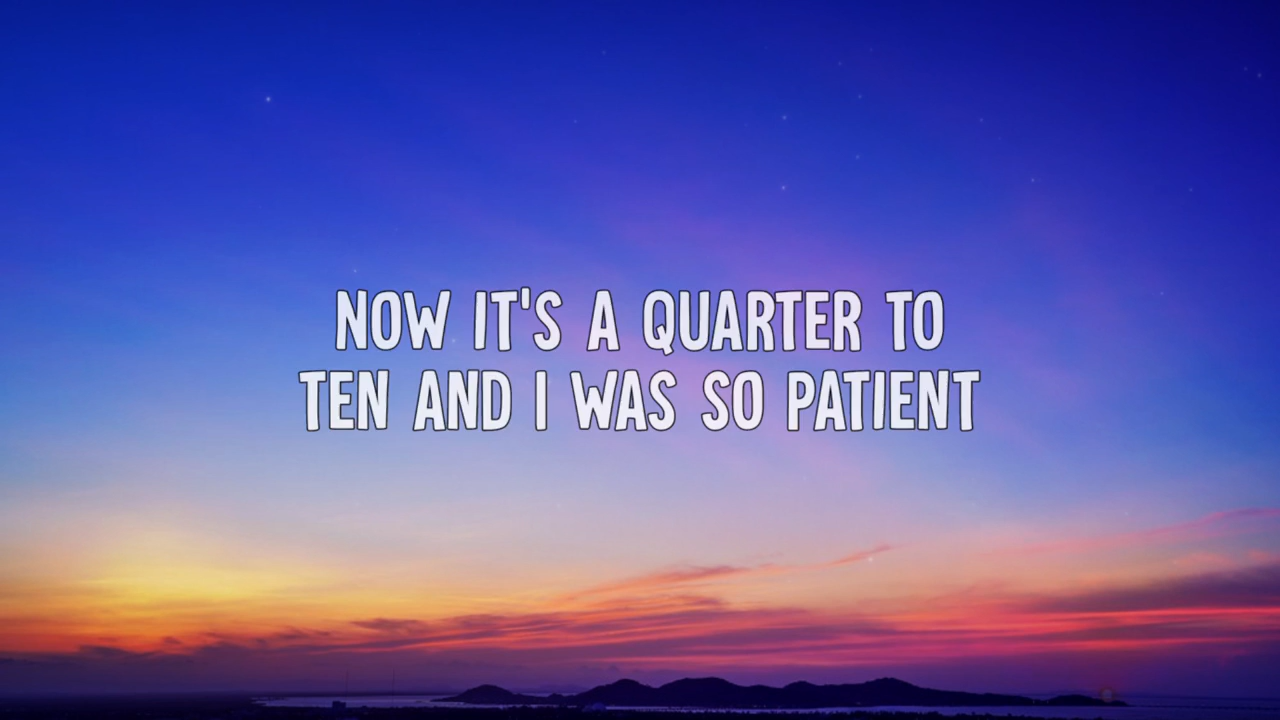 NOW IT'S A QUARTER TO
TEN AND I WAS SO PATIENT